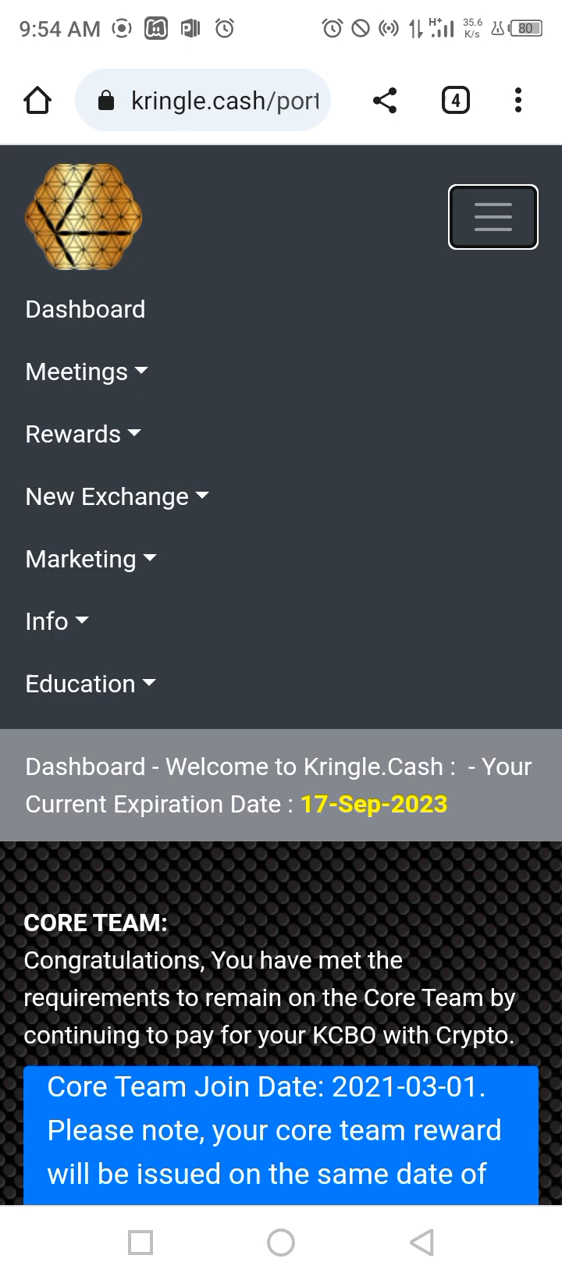 9:54 AM
H+
35.6
K/s
80
kringle.cash/port
4
Dashboard
Meetings
Rewards
New Exchange
Marketing
Info
Education
Dashboard - Welcome to Kringle.Cash :  - Your
Current Expiration Date : 17-Sep-2023
CORE TEAM:
Congratulations, You have met the
requirements to remain on the Core Team by
continuing to pay for your KCBO with Crypto.
Core Team Join Date: 2021-03-01.
Please note, your core team reward
will be issued on the same date of